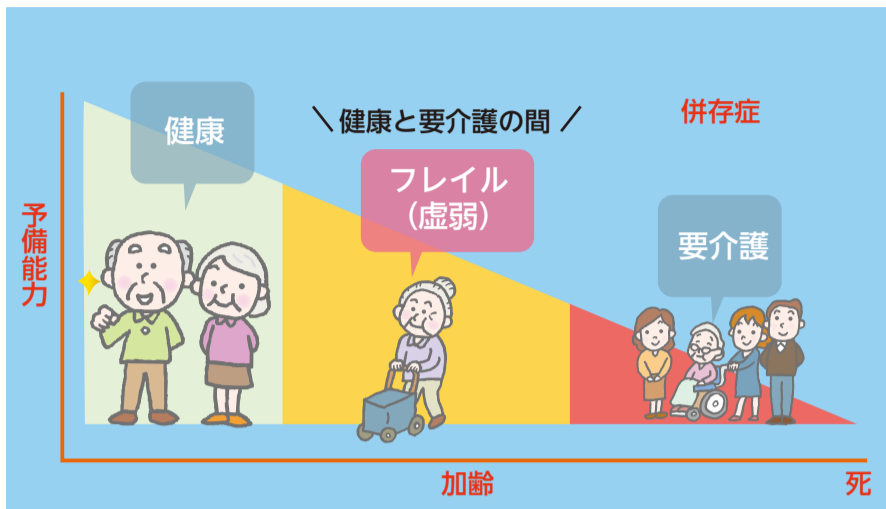 健康
＼健康と要介護の間／
併存症
フレイル
（虚弱）
要介護
予備能力
加齢
死